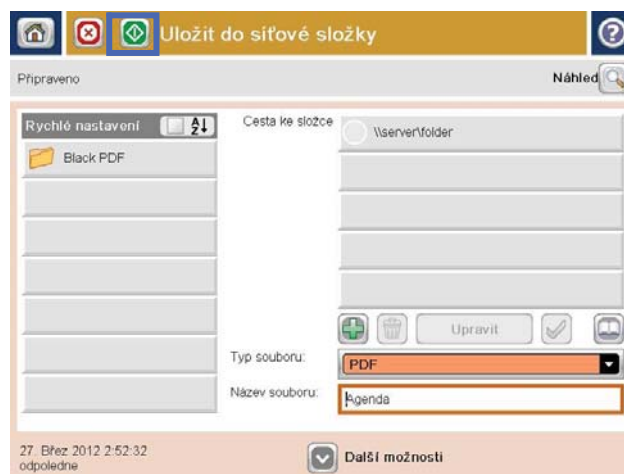 Uložit do síťové složky
Připraveno
Náhled
Rychlé nastavení
Cesta ke složce
\\server\folder
Black PDF
Upravit
Typ souboru:
PDF
Název souboru:
Agenda
27. Břez 2012 2:52:32
odpoledne
Další možnosti